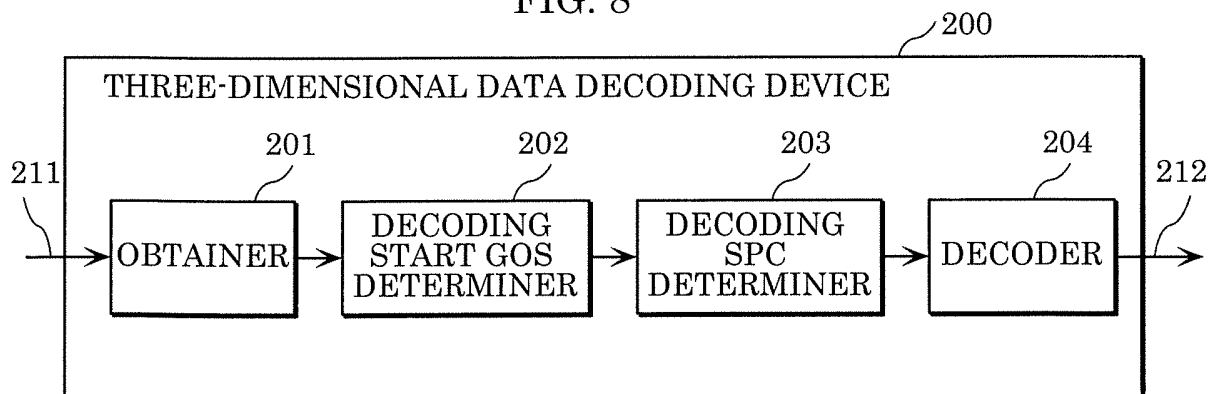 FIG. 8
200
THREE-DIMENSIONAL DATA DECODING DEVICE
201
202
203
204
211
212
OBTAINER
DECODING
START GOS
DETERMINER
DECODING
SPC
DETERMINER
DECODER